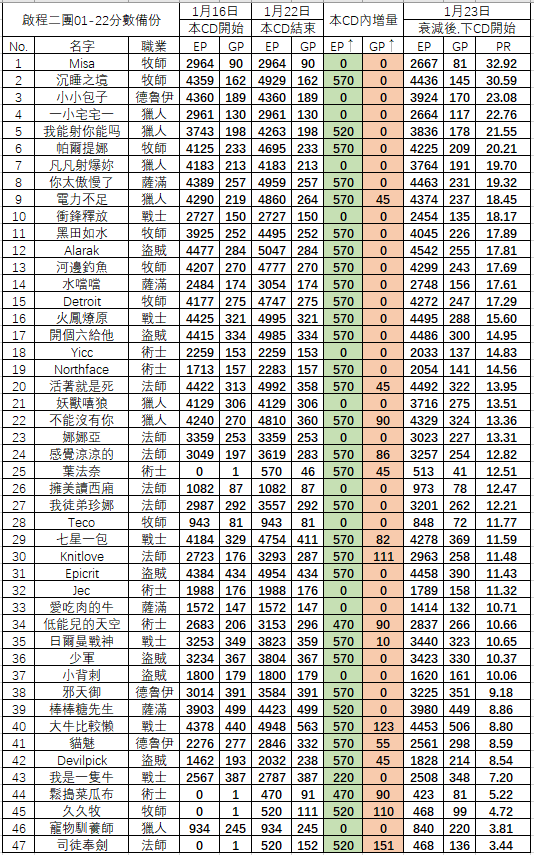 啟程二團01-22分數備份 1月16日 1月22日 本CD內增量 1月23日
本CD開始 本CD結束 衰減後,下CD開始
No. 名字 職業 EP GP EP GP EP↑ GP↑ EP GP PR
1 Misa 牧師 2964 90 2964 90 0 0 2667 81 32.92
2 沉睡之境 牧師 4359 162 4929 162 570 0 4436 145 30.59
3 小小包子 德魯伊 4360 189 4360 189 0 0 3924 170 23.08
4 一小宅宅一 獵人 2961 130 2961 130 0 0 2664 117 22.76
5 我能射你能吗 獵人 3743 198 4263 198 520 0 3836 178 21.55
6 帕爾提娜 牧師 4125 233 4695 233 570 0 4225 209 20.21
7 凡凡射爆妳 獵人 4183 213 4183 213 0 0 3764 191 19.70
8 你太傲慢了 薩滿 4389 257 4959 257 570 0 4463 231 19.32
9 電力不足 獵人 4290 219 4860 264 570 45 4374 237 18.45
10 衝鋒釋放 戰士 2727 150 2727 150 0 0 2454 135 18.17
11 黑田如水 牧師 3925 252 4495 252 570 0 4045 226 17.89
12 Alarak 盜賊 4477 284 5047 284 570 0 4542 255 17.81
13 河邊釣魚 牧師 4207 270 4777 270 570 0 4299 243 17.69
14 水噹噹 薩滿 2484 174 3054 174 570 0 2748 156 17.61
15 Detroit 牧師 4177 275 4747 275 570 0 4272 247 17.29
16 火鳳燎原 戰士 4425 321 4995 321 570 0 4495 288 15.60
17 開個六給他 盜賊 4415 334 4985 334 570 0 4486 300 14.95
18 Yicc 術士 2259 153 2259 153 0 0 2033 137 14.83
19 Northface 術士 1713 157 2283 157 570 0 2054 141 14.56
20 活著就是死 法師 4422 313 4992 358 570 45 4492 322 13.95
21 妖獸嘻狼 獵人 4129 306 4129 306 0 0 3716 275 13.51
22 不能沒有你 獵人 4240 270 4810 360 570 90 4329 324 13.36
23 娜娜亞 法師 3359 253 3359 253 0 0 3023 227 13.31
24 感覺涼涼的 法師 3049 197 3619 283 570 86 3257 254 12.82
25 葉法奈 術士 0 1 570 46 570 45 513 41 12.51
26 擁美讀西廂 法師 1082 87 1082 87 0 0 973 78 12.47
27 我徒弟珍娜 法師 2987 292 3557 292 570 0 3201 262 12.21
28 Teco 牧師 943 81 943 81 0 0 848 72 11.77
29 七星一包 戰士 4184 329 4754 411 570 82 4278 369 11.59
30 Knitlove 法師 2723 176 3293 287 570 111 2963 258 11.48
31 Epicrit 盜賊 4384 434 4954 434 570 0 4458 390 11.43
32 Jec 術士 1988 176 1988 176 0 0 1789 158 11.32
33 愛吃肉的牛 薩滿 1572 147 1572 147 0 0 1414 132 10.71
34 低能兒的天空 術士 2683 206 3153 296 470 90 2837 266 10.66
35 日爾曼戰神 戰士 3253 349 3823 359 570 10 3440 323 10.65
36 少軍 盜賊 3234 367 3804 367 570 0 3423 330 10.37
37 小背刺 盜賊 1800 179 1800 179 0 0 1620 161 10.06
38 邪天御 德魯伊 3014 391 3584 391 570 0 3225 351 9.18
39 棒棒糖先生 薩滿 3903 499 4423 499 520 0 3980 449 8.86
40 大牛比較懶 戰士 4378 440 4948 563 570 123 4453 506 8.80
41 貓魅 德魯伊 2276 277 2846 332 570 55 2561 298 8.59
42 Devilpick 盜賊 1462 193 2032 238 570 45 1828 214 8.54
43 我是一隻牛 戰士 2567 387 2787 387 220 0 2508 348 7.20
44 鬆搗菜瓜布 術士 0 1 470 91 470 90 423 81 5.22
45 久久牧 牧師 0 1 520 111 520 110 468 99 4.72
46 寵物馴養師 獵人 934 245 934 245 0 0 840 220 3.81
47 司徒奉劍 法師 0 1 520 152 520 151 468 136 3.44